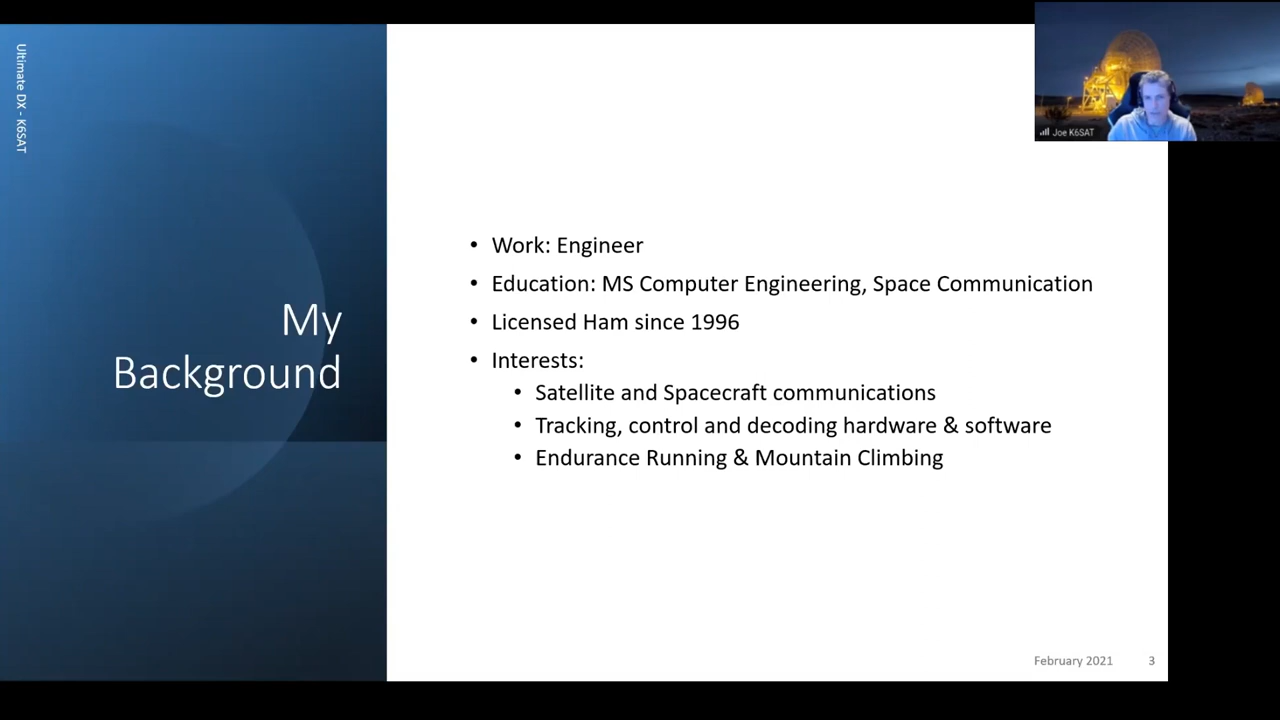 Ultimate DX - K6SAT
My
Background
• Work: Engineer
• Education: MS Computer Engineering, Space Communication
• Licensed Ham since 1996
• Interests:
• Satellite and Spacecraft communications
• Tracking, control and decoding hardware & software
• Endurance Running & Mountain Climbing
Joe K6SAT
February 2021 3